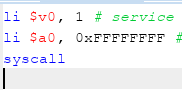 li $v0, 1 # service
li $a0, 0xFFFFFFFF #
syscall